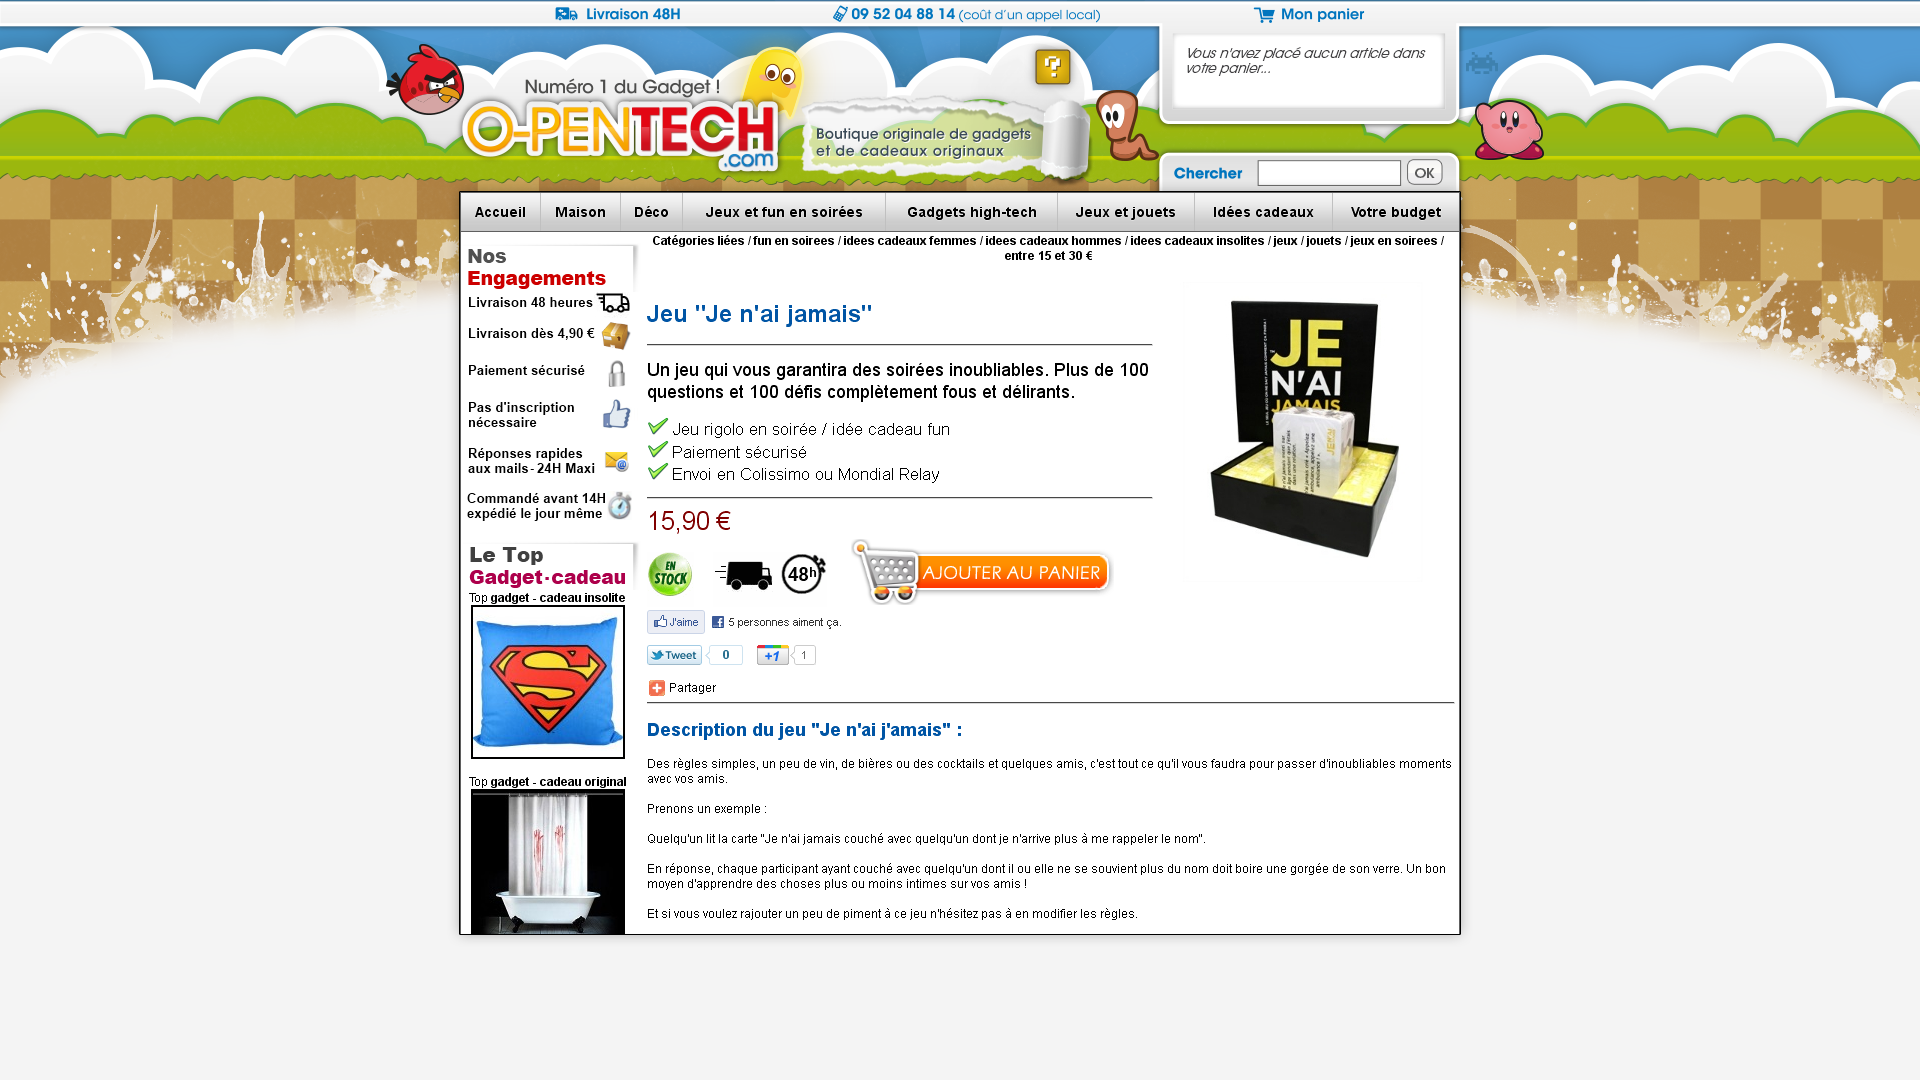 Livraison 48H
09 52 04 88 14 (coût d'un appel local)
Mon panier
Vous n'avez placé aucun article dans
votre panier...
Numéro 1 du Gadget !
O-PENTECH
.com
Boutique originale de gadgets
et de cadeaux originaux
?
Chercher
OK
Accueil
Maison
Déco
Jeux et fun en soirées
Gadgets high-tech
Jeux et jouets
Idées cadeaux
Votre budget
Catégories liées / fun en soirees / idees cadeaux femmes / idees cadeaux hommes / idees cadeaux insolites / jeux / jouets / jeux en soirees /
entre 15 et 30 €
Nos
Engagements
Livraison 48 heures
Livraison dès 4,90 €
Paiement sécurisé
Pas d'inscription
nécessaire
Réponses rapides
aux mails - 24H Maxi
Commandé avant 14H
expédié le jour même
Le Top
Gadget·cadeau
Top gadget - cadeau insolite
S
Top gadget - cadeau original
Jeu "Je n'ai jamais"
Un jeu qui vous garantira des soirées inoubliables. Plus de 100
questions et 100 défis complètement fous et délirants.
Jeu rigolo en soirée / idée cadeau fun
Paiement sécurisé
Envoi en Colissimo ou Mondial Relay
15,90 €
EN
STOCK
48h
AJOUTER AU PANIER
JE
N'AI
JAMAIS
J'aime
5 personnes aiment ça.
Tweet
0
+1
1
Partager
Description du jeu "Je n'ai j'amais" :
Des règles simples, un peu de vin, de bières ou des cocktails et quelques amis, c'est tout ce qu'il vous faudra pour passer d'inoubliables moments
avec vos amis.
Prenons un exemple :
Quelqu'un lit la carte "Je n'ai jamais couché avec quelqu'un dont je n'arrive plus à me rappeler le nom".
En réponse, chaque participant ayant couché avec quelqu'un dont il ou elle ne se souvient plus du nom doit boire une gorgée de son verre. Un bon
moyen d'apprendre des choses plus ou moins intimes sur vos amis !
Et si vous voulez rajouter un peu de piment à ce jeu n'hésitez pas à en modifier les règles.